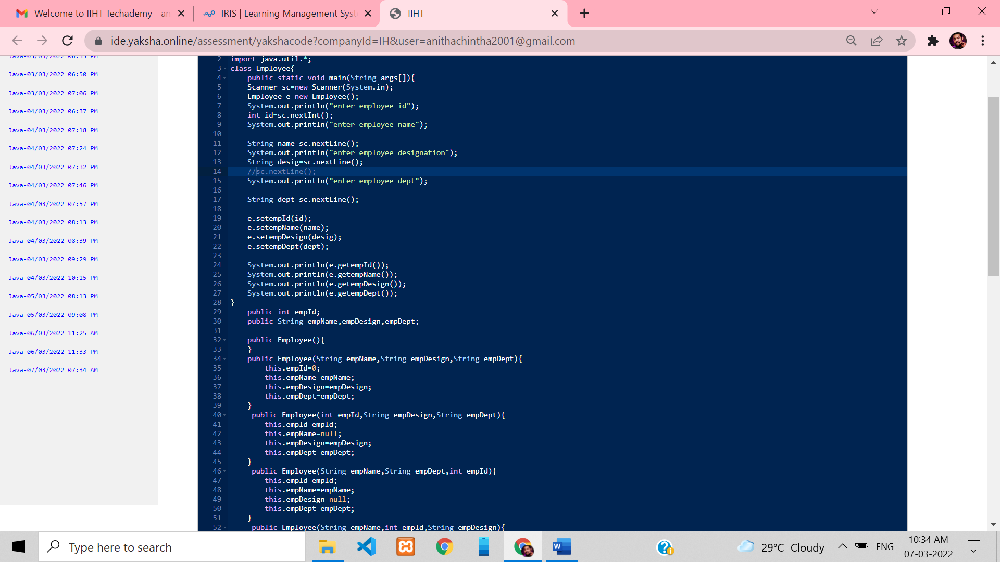 Welcome to IIHT Techademy - an
IRIS | Learning Management Syst
IIHT
ide.yaksha.online/assessment/yakshacode?companyId=IH&user=anithachintha2001@gmail.com
Java-03/03/2022 06:35 PM
Java-03/03/2022 06:50 PM
Java-03/03/2022 07:06 PM
Java-04/03/2022 06:37 PM
Java-04/03/2022 07:18 PM
Java-04/03/2022 07:24 PM
Java-04/03/2022 07:32 PM
Java-04/03/2022 07:46 PM
Java-04/03/2022 07:57 PM
Java-04/03/2022 08:13 PM
Java-04/03/2022 08:39 PM
Java-04/03/2022 09:29 PM
Java-04/03/2022 10:15 PM
Java-05/03/2022 08:13 PM
Java-05/03/2022 09:08 PM
Java-06/03/2022 11:25 AM
Java-06/03/2022 11:33 PM
Java-07/03/2022 07:34 AM
2 import java.util.*;
3 class Employee{
4 public static void main(String args[]){
5 Scanner sc=new Scanner(System.in);
6 Employee e=new Employee();
7 System.out.println("enter employee id");
8 int id=sc.nextInt();
9 System.out.println("enter employee name");
10
11 String name=sc.nextLine();
12 System.out.println("enter employee designation");
13 String desig=sc.nextLine();
14 //sc.nextLine();
15 System.out.println("enter employee dept");
16
17 String dept=sc.nextLine();
18
19 e.setempId(id);
20 e.setempName(name);
21 e.setempDesign(desig);
22 e.setempDept(dept);
23
24 System.out.println(e.getempId());
25 System.out.println(e.getempName());
26 System.out.println(e.getempDesign());
27 System.out.println(e.getempDept());
28 }
29 public int empId;
30 public String empName,empDesign,empDept;
31
32 public Employee(){
33 }
34 public Employee(String empName,String empDesign,String empDept){
35 this.empId=0;
36 this.empName=empName;
37 this.empDesign=empDesign;
38 this.empDept=empDept;
39 }
40 public Employee(int empId,String empDesign,String empDept){
41 this.empId=empId;
42 this.empName=null;
43 this.empDesign=empDesign;
44 this.empDept=empDept;
45 }
46 public Employee(String empName,String empDept,int empId){
47 this.empId=empId;
48 this.empName=empName;
49 this.empDesign=null;
50 this.empDept=empDept;
51 }
52 public Employee(String empName,int empId,String empDesign){
Type here to search
29°C Cloudy
ENG
10:34 AM
07-03-2022